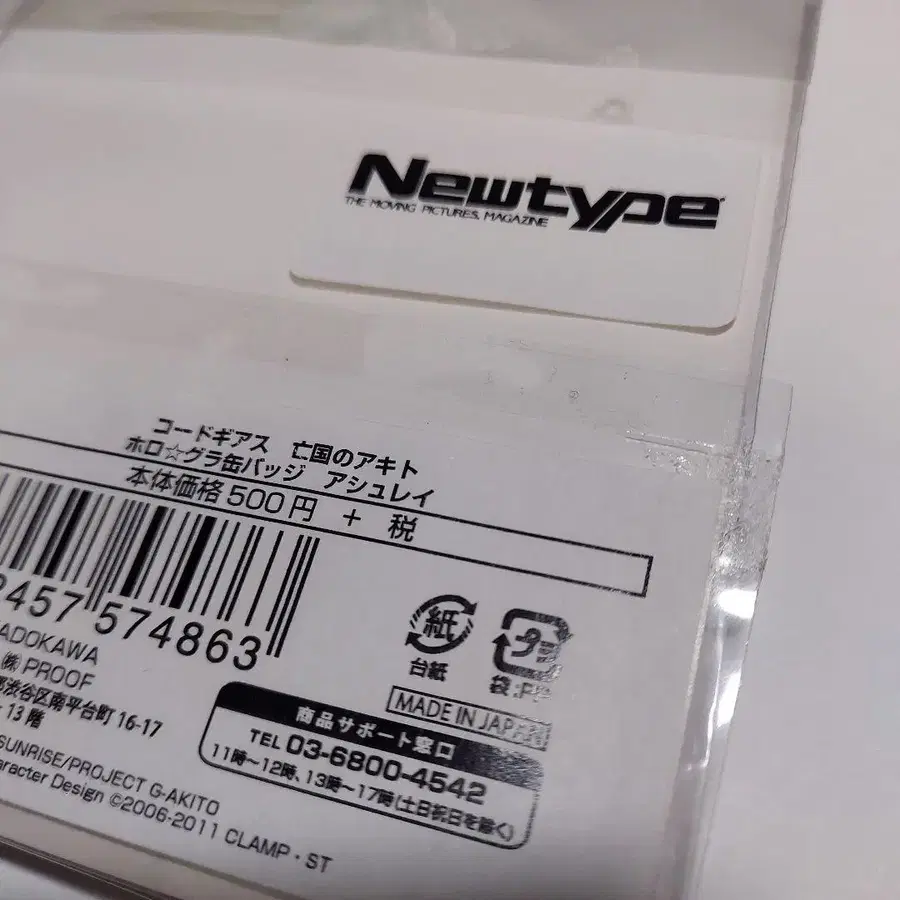 Newtype
THE MOVING PICTURES, MAGAZINE
コードギアス 亡国のアキト
ホロ☆グラ缶バッジ アシュレイ
本体価格500円 + 税
457 574863
ADOKAWA
㈱PROOF
渋谷区南平台町16-17
13階
紙
台紙
プラ
袋:PP
MADE IN JAPAN
商品サポート窓口
TEL 03-6800-4542
11時〜12時、13時〜17時(土日祝日を除く)
SUNRISE/PROJECT G-AKITO
aracter Design ©2006-2011 CLAMP・ST